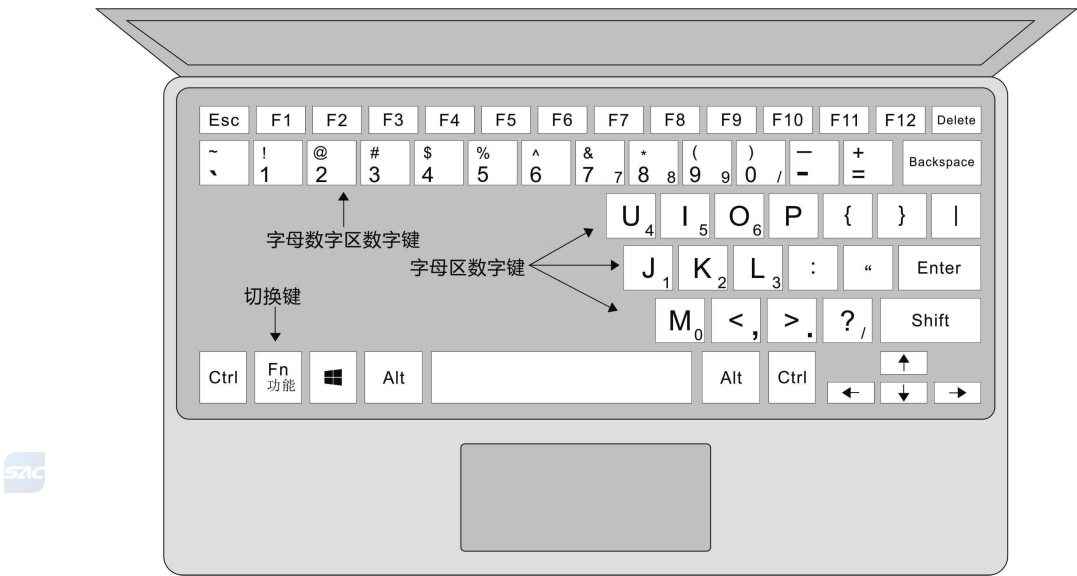 Esc F1 F2 F3 F4 F5 F6 F7 F8 F9 F10 F11 F12 Delete
~ ! @ # $ % ^ & * ( ) — +
` 1 2 3 4 5 6 7 7 8 8 9 9 0 / - = Backspace
U 4 I 5 O 6 P { } |
字母数字区数字键
字母区数字键
J 1 K 2 L 3 : “ Enter
切换键
M 0 < , > . ? / Shift
Ctrl Fn Alt Alt Ctrl ↑
功能
← ↓ →
SAC